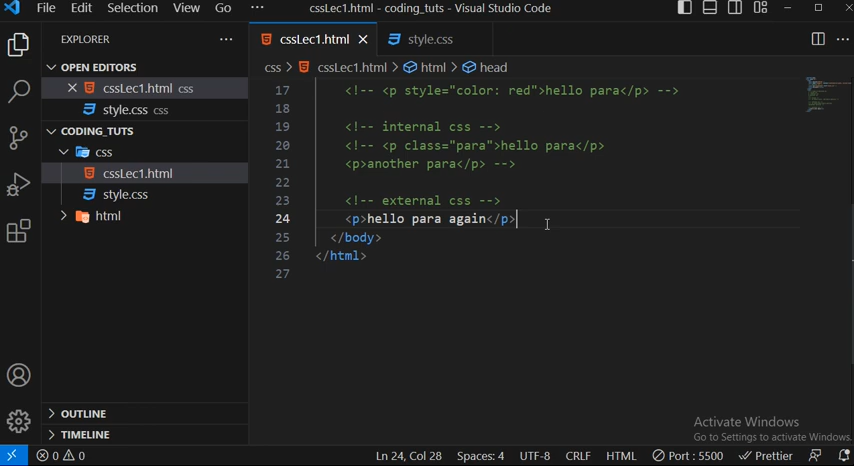 File Edit Selection View Go ··· cssLec1.html - coding_tuts - Visual Studio Code
EXPLORER ···
OPEN EDITORS
cssLec1.html css
style.css css
CODING_TUTS
css
cssLec1.html
style.css
html
OUTLINE
TIMELINE
cssLec1.html style.css
css > cssLec1.html > html > head
17 <!-- <p style="color: red">hello para</p> -->
18
19 <!-- internal css -->
20 <!-- <p class="para">hello para</p>
21 <p>another para</p> -->
22
23 <!-- external css -->
24 <p>hello para again</p>
25 </body>
26 </html>
27
Activate Windows
Go to Settings to activate Windows.
0 0 Ln 24, Col 28 Spaces: 4 UTF-8 CRLF HTML Port : 5500 Prettier